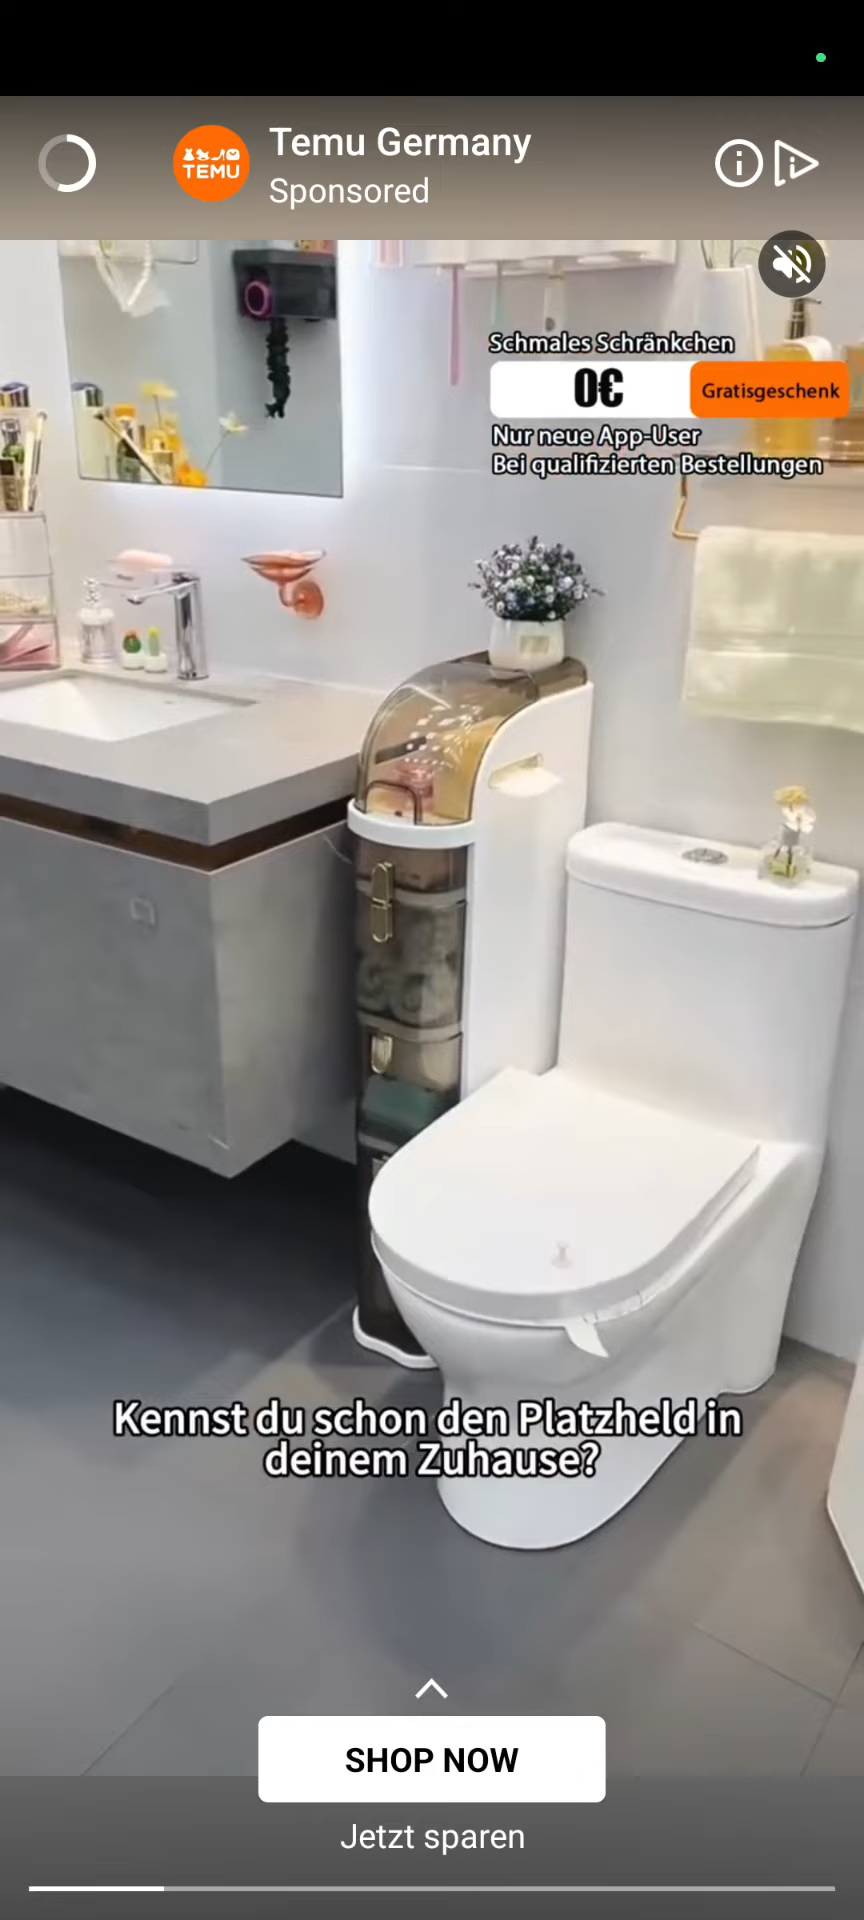 TEMU
Temu Germany
Sponsored
Schmales Schränkchen
0€
Gratisgeschenk
Nur neue App-User
Bei qualifizierten Bestellungen
Kennst du schon den Platzheld in
deinem Zuhause?
SHOP NOW
Jetzt sparen